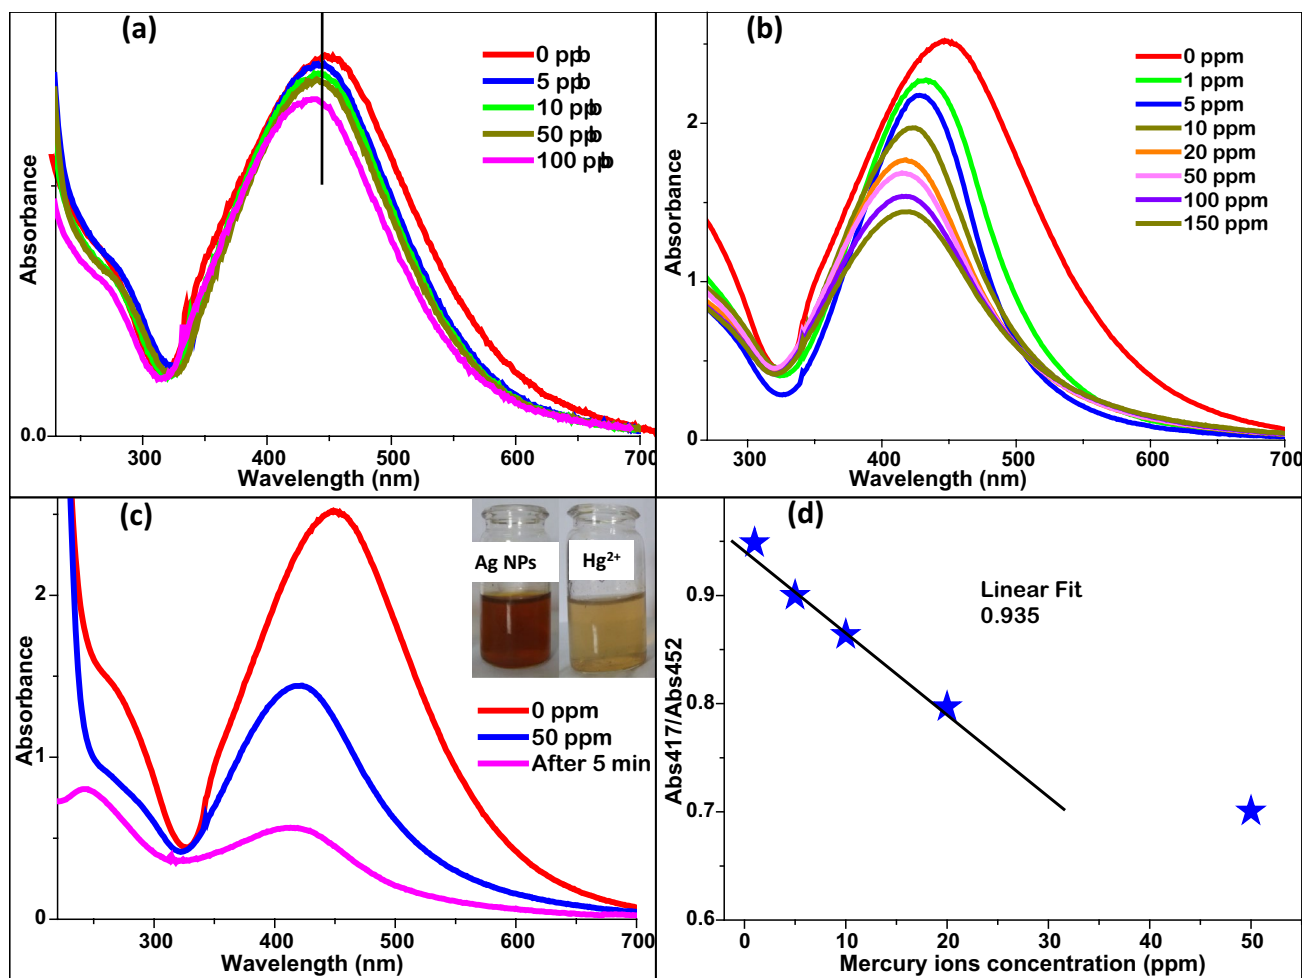 (a)
0 ppb
5 ppb
10 ppb
50 ppb
100 ppb
Absorbance
0.0
300 400 500 600 700
Wavelength (nm)
(b)
0 ppm
1 ppm
5 ppm
10 ppm
20 ppm
50 ppm
100 ppm
150 ppm
Absorbance
2
1
0
300 400 500 600 700
Wavelength (nm)
(c)
Ag NPs
Hg²⁺
0 ppm
50 ppm
After 5 min
Absorbance
2
1
0
300 400 500 600 700
Wavelength (nm)
(d)
Linear Fit
0.935
Abs417/Abs452
0.9
0.8
0.7
0.6
0 10 20 30 40 50
Mercury ions concentration (ppm)